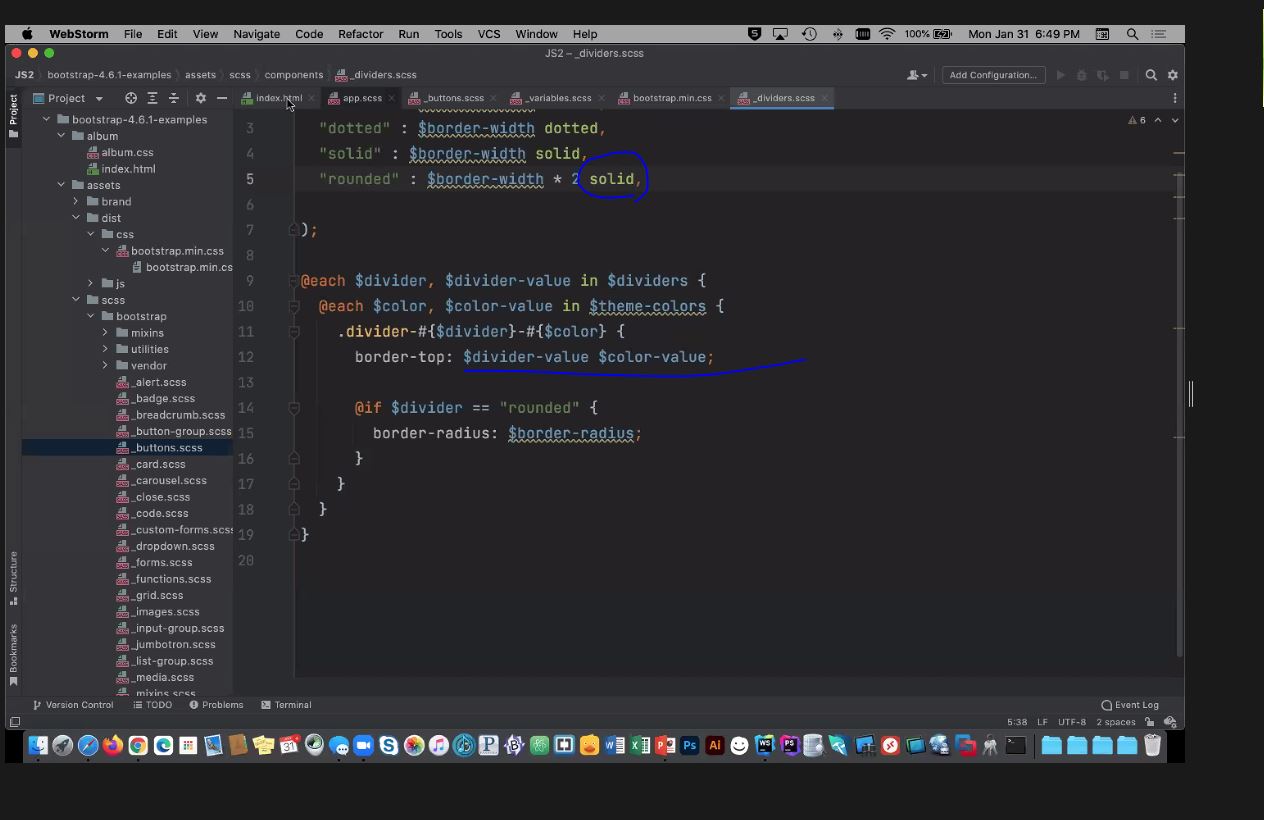 WebStorm File Edit View Navigate Code Refactor Run Tools VCS Window Help S 100% Mon Jan 31 6:49 PM
JS2 – _dividers.scss
JS2 bootstrap-4.6.1-examples assets scss components _dividers.scss Add Configuration...
Project index.html app.scss _buttons.scss _variables.scss bootstrap.min.css _dividers.scss
Project
bootstrap-4.6.1-examples
album
album.css
index.html
assets
brand
dist
css
bootstrap.min.css
bootstrap.min.cs
js
scss
bootstrap
mixins
utilities
vendor
_alert.scss
_badge.scss
_breadcrumb.scss
_button-group.scss
_buttons.scss
_card.scss
_carousel.scss
_close.scss
_code.scss
_custom-forms.scss
_dropdown.scss
_forms.scss
_functions.scss
_grid.scss
_images.scss
_input-group.scss
_jumbotron.scss
_list-group.scss
_media.scss
_mixins.scss
Structure
Bookmarks
6
3 "dotted" : $border-width dotted,
4 "solid" : $border-width solid,
5 "rounded" : $border-width * 2 solid,
6
7 );
8
9 @each $divider, $divider-value in $dividers {
10 @each $color, $color-value in $theme-colors {
11 .divider-#{$divider}-#{$color} {
12 border-top: $divider-value $color-value;
13
14 @if $divider == "rounded" {
15 border-radius: $border-radius;
16 }
17 }
18 }
19 }
20
Version Control TODO Problems Terminal Event Log
5:38 LF UTF-8 2 spaces